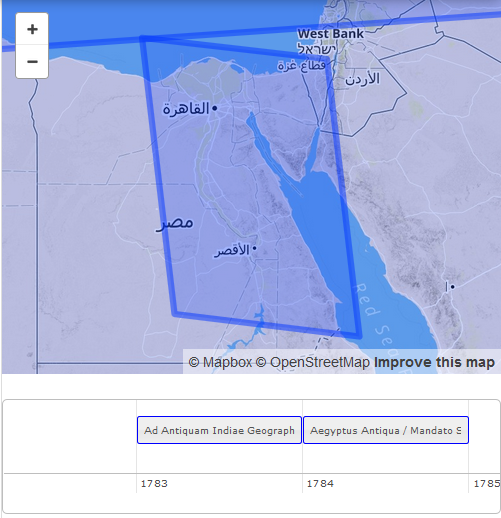 +
−
West Bank
ישראל
قطاع غزة
الأردن
القاهرة
مصر
الأقصر
Red Sea
© Mapbox © OpenStreetMap Improve this map
Ad Antiquam Indiae Geograph
Aegyptus Antiqua / Mandato S
1783
1784
1785